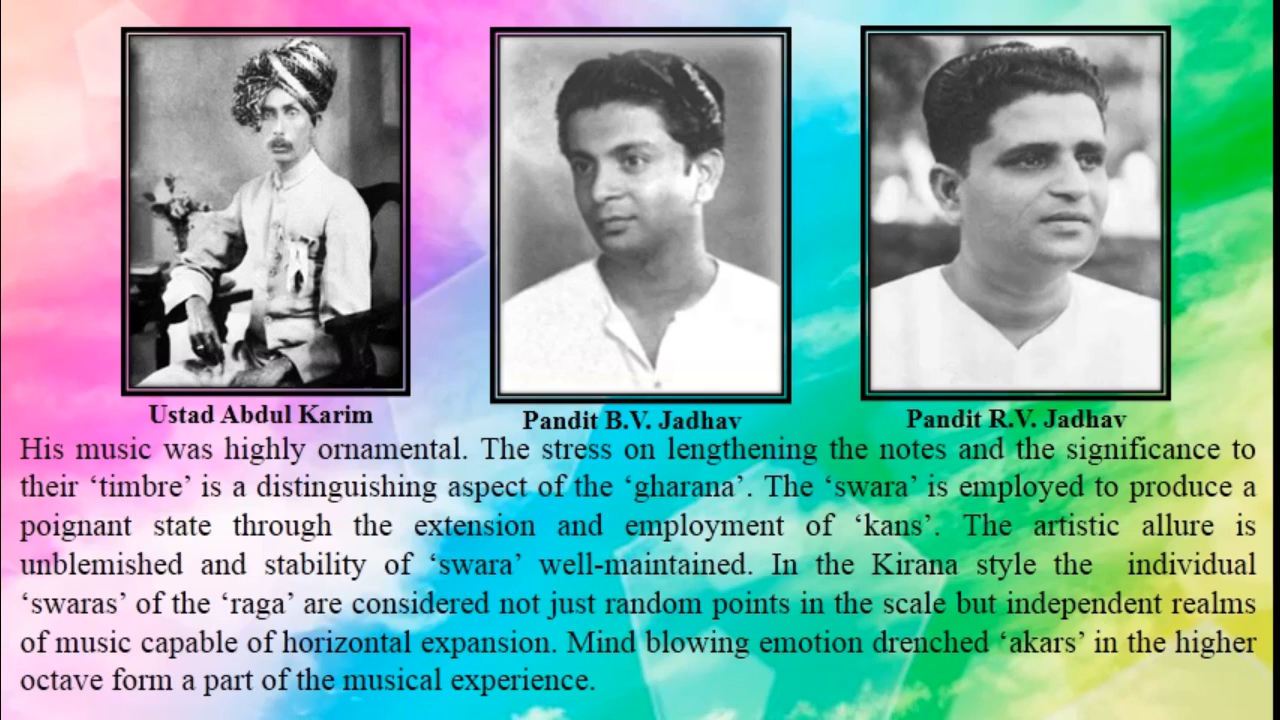 Ustad Abdul Karim
Pandit B.V. Jadhav
Pandit R.V. Jadhav
His music was highly ornamental. The stress on lengthening the notes and the significance to
their ‘timbre’ is a distinguishing aspect of the ‘gharana’. The ‘swara’ is employed to produce a
poignant state through the extension and employment of ‘kans’. The artistic allure is
unblemished and stability of ‘swara’ well-maintained. In the Kirana style the individual
‘swaras’ of the ‘raga’ are considered not just random points in the scale but independent realms
of music capable of horizontal expansion. Mind blowing emotion drenched ‘akars’ in the higher
octave form a part of the musical experience.